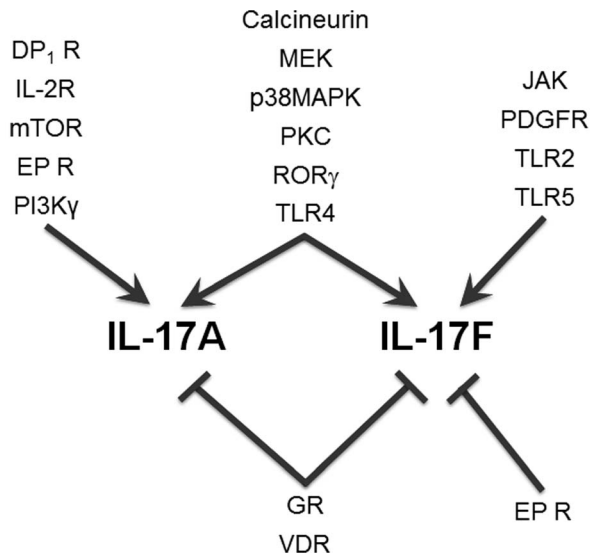 DP₁ R
IL-2R
mTOR
EP R
PI3Kγ
Calcineurin
MEK
p38MAPK
PKC
RORγ
TLR4
JAK
PDGFR
TLR2
TLR5
IL-17A
IL-17F
GR
VDR
EP R